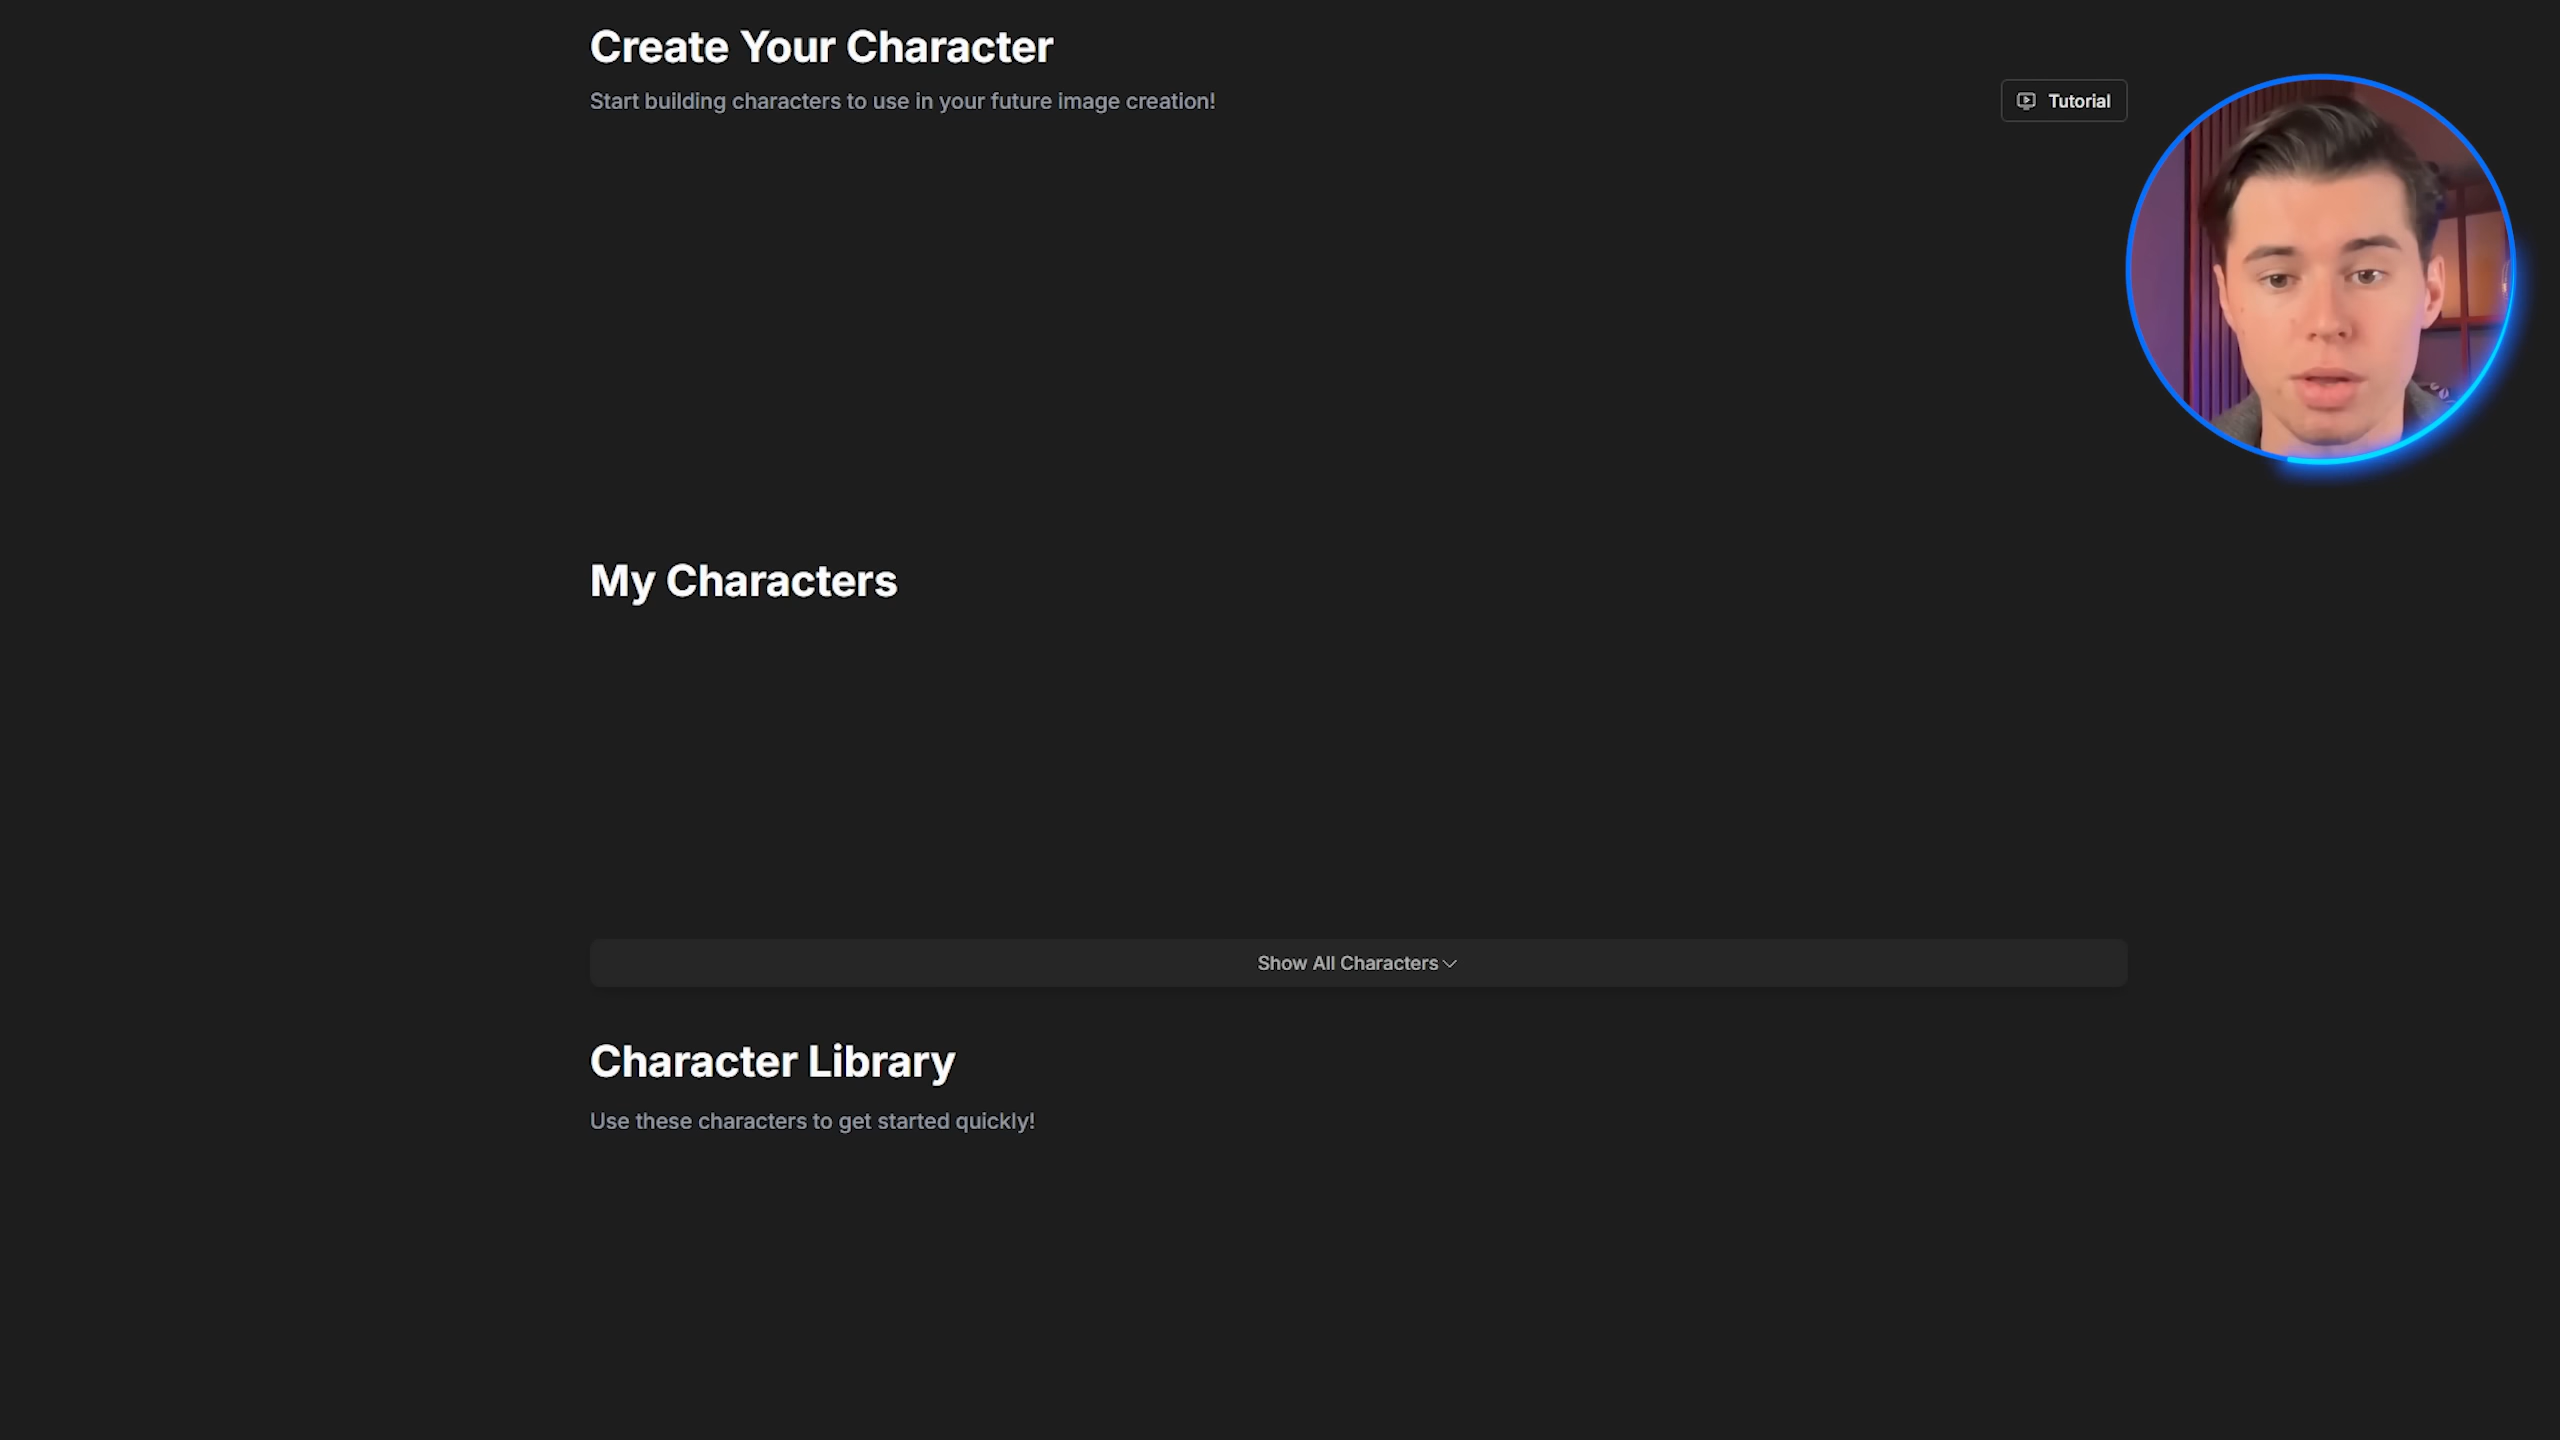 Create Your Character
Start building characters to use in your future image creation!
Tutorial
My Characters
Show All Characters
Character Library
Use these characters to get started quickly!